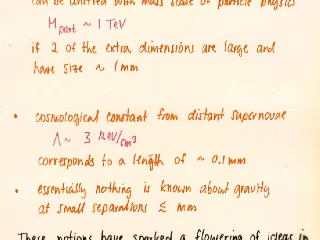 can be unified with mass scale of particle physics
M_part ~ 1 TeV
if 2 of the extra dimensions are large and
have size ~ 1 mm
• cosmological constant from distant supernovae
Λ ~ 3 keV/cm³
corresponds to a length of ~ 0.1 mm
• essentially nothing is known about gravity
at small separations ≲ mm
These notions have sparked a flowering of ideas in